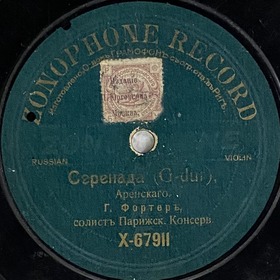 ZONOPHONE RECORD
RUSSIAN
VIOLIN
Серенада (G-dur),
Аренскаго.
Г. Фортеръ,
солистъ Парижск. Консерв.
X-67911